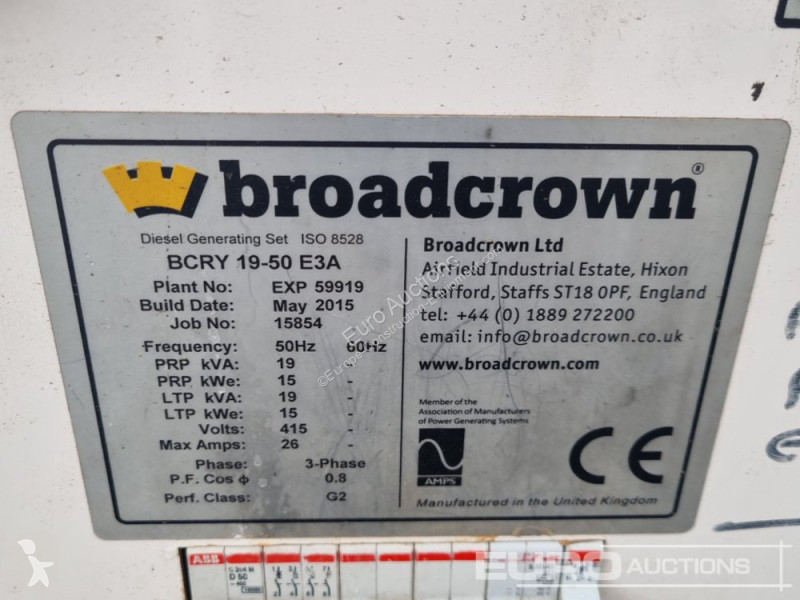 broadcrown®
Diesel Generating Set ISO 8528
BCRY 19-50 E3A
Plant No: EXP 59919
Build Date: May 2015
Job No: 15854
Frequency: 50Hz 60Hz
PRP kVA: 19 -
PRP kWe: 15 -
LTP kVA: 19 -
LTP kWe: 15 -
Volts: 415 -
Max Amps: 26 -
Phase: 3-Phase
P.F. Cos ϕ 0.8
Perf. Class: G2
Broadcrown Ltd
Airfield Industrial Estate, Hixon
Stafford, Staffs ST18 0PF, England
tel: +44 (0) 1889 272200
email: info@broadcrown.co.uk
www.broadcrown.com
Member of the
Association of Manufacturers
of Power Generating Systems
AMPS
CE
Manufactured in the United Kingdom
ABB
D 50
EURO AUCTIONS